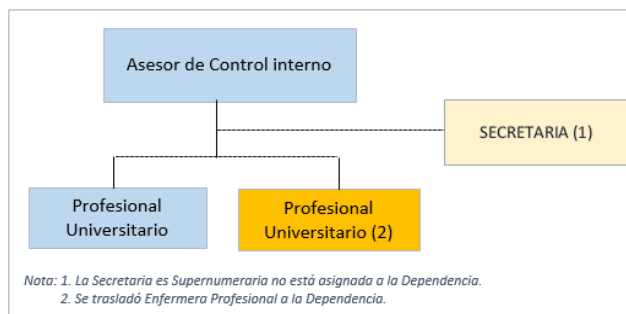 Asesor de Control interno
SECRETARIA (1)
Profesional
Universitario
Profesional
Universitario (2)
Nota: 1. La Secretaria es Supernumeraria no está asignada a la Dependencia.
2. Se trasladó Enfermera Profesional a la Dependencia.